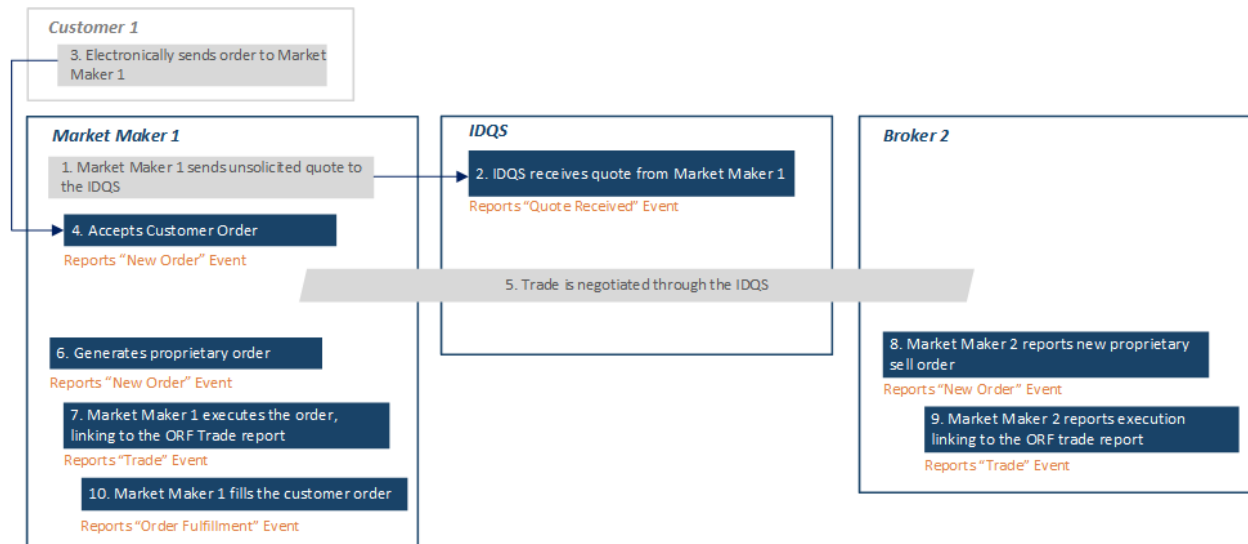 Customer 1
3. Electronically sends order to Market
Maker 1
Market Maker 1
1. Market Maker 1 sends unsolicited quote to
the IDQS
4. Accepts Customer Order
Reports “New Order” Event
IDQS
2. IDQS receives quote from Market Maker 1
Reports “Quote Received” Event
Broker 2
5. Trade is negotiated through the IDQS
6. Generates proprietary order
Reports “New Order” Event
7. Market Maker 1 executes the order,
linking to the ORF Trade report
Reports “Trade” Event
10. Market Maker 1 fills the customer order
Reports “Order Fulfillment” Event
8. Market Maker 2 reports new proprietary
sell order
Reports “New Order” Event
9. Market Maker 2 reports execution
linking to the ORF trade report
Reports “Trade” Event